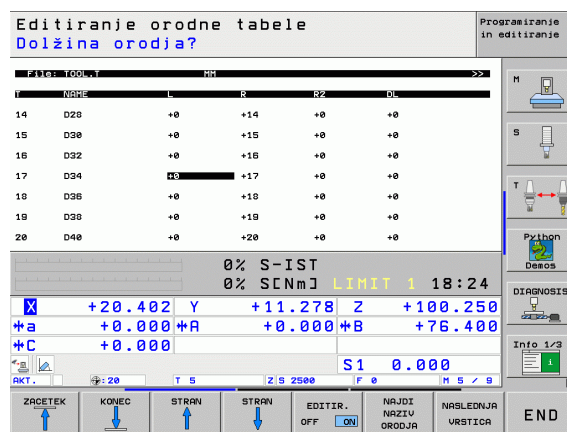 Editiranje orodne tabele
Dolžina orodja?
Programiranje
in editiranje
File: TOOL.T MM >>
T NAME L R R2 DL
14 D28 +0 +14 +0 +0
15 D30 +0 +15 +0 +0
16 D32 +0 +16 +0 +0
17 D34 +0 +17 +0 +0
18 D36 +0 +18 +0 +0
19 D38 +0 +19 +0 +0
20 D40 +0 +20 +0 +0
0% S-IST
0% S[Nm] LIMIT 1 18:24
X +20.402 Y +11.278 Z +100.250
a +0.000 A +0.000 B +76.400
C +0.000
S1 0.000
AKT. : 20 T 5 Z S 2500 F 0 M 5 / 9
M
S
T
Python
Demos
DIAGNOSIS
Info 1/3
ZACETEK
KONEC
STRAN
STRAN
EDITIR.
OFF ON
NAJDI
NAZIV
ORODJA
NASLEDNJA
VRSTICA
END